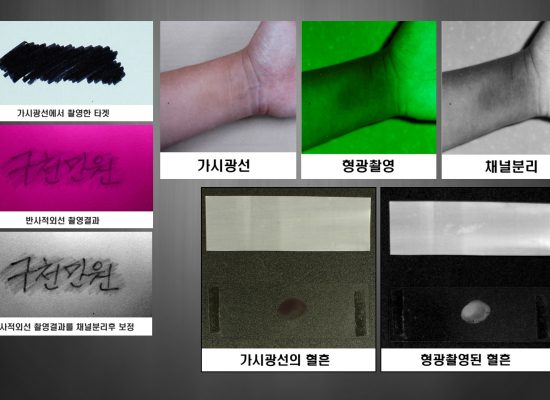 가시광선에서 촬영한 타겟
구천만원
반사적외선 촬영결과
구천만원
사적외선 촬영결과를 채널분리후 보정
가시광선
형광촬영
채널분리
가시광선의 혈흔
형광촬영된 혈흔